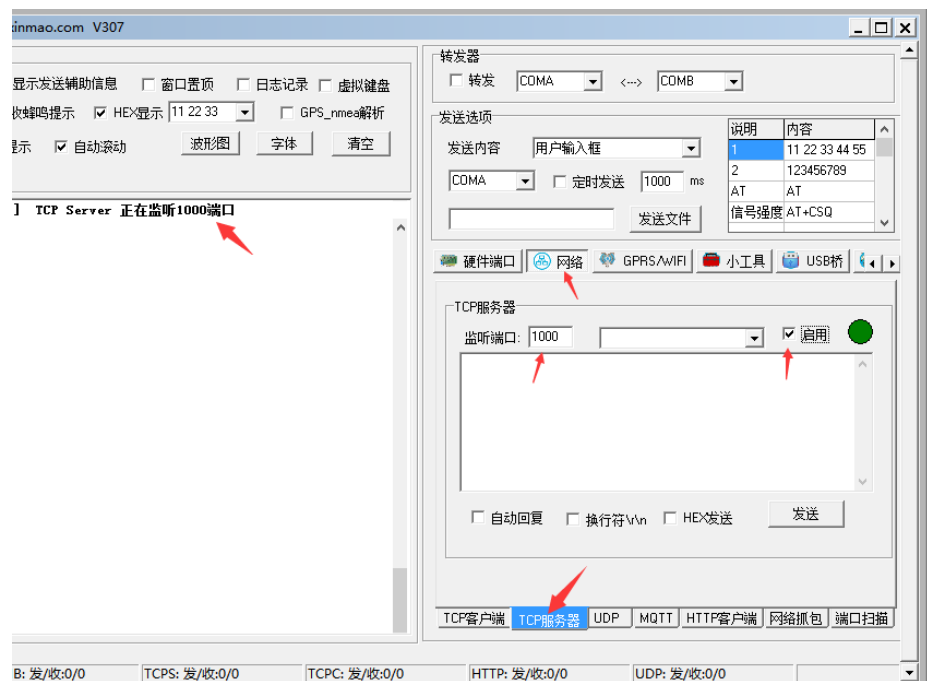 inmao.com V307
显示发送辅助信息 窗口置顶 日志记录 虚拟键盘
蜂鸣提示 HEX显示 11 22 33 GPS_nmea解析
示 自动滚动 波形图 字体 清空
] TCP Server 正在监听1000端口
转发器
转发 COMA <---> COMB
发送选项
发送内容 用户输入框
COMA 定时发送 1000 ms
发送文件
说明 内容
1 11 22 33 44 55
2 123456789
AT AT
信号强度 AT+CSQ
硬件端口 网络 GPRS/WIFI 小工具 USB桥
TCP服务器
监听端口: 1000 启用
自动回复 换行符\r\n HEX发送 发送
TCP客户端 TCP服务器 UDP MQTT HTTP客户端 网络抓包 端口扫描
B: 发/收:0/0 TCPS: 发/收:0/0 TCPC: 发/收:0/0 HTTP: 发/收:0/0 UDP: 发/收:0/0